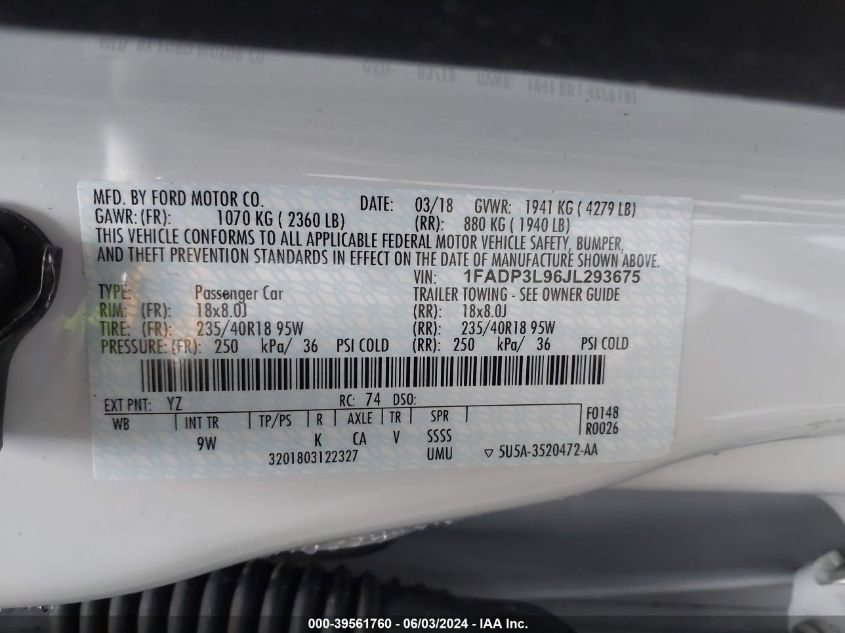 MFD. BY FORD MOTOR CO. DATE: 03/18 GVWR: 1941 KG ( 4279 LB)
GAWR: (FR): 1070 KG ( 2360 LB) (RR): 880 KG ( 1940 LB)
THIS VEHICLE CONFORMS TO ALL APPLICABLE FEDERAL MOTOR VEHICLE SAFETY, BUMPER,
AND THEFT PREVENTION STANDARDS IN EFFECT ON THE DATE OF MANUFACTURE SHOWN ABOVE.
VIN: 1FADP3L96JL293675
TYPE: Passenger Car TRAILER TOWING - SEE OWNER GUIDE
RIM: (FR): 18x8.0J (RR): 18x8.0J
TIRE: (FR): 235/40R18 95W (RR): 235/40R18 95W
PRESSURE: (FR): 250 kPa/ 36 PSI COLD (RR): 250 kPa/ 36 PSI COLD
EXT PNT: YZ RC: 74 DSO:
WB INT TR TP/PS R AXLE TR SPR F0148
9W K CA V SSSS R0026
3201803122327 UMU ▽ 5U5A-3520472-AA
000-39561760 - 06/03/2024 - IAA Inc.